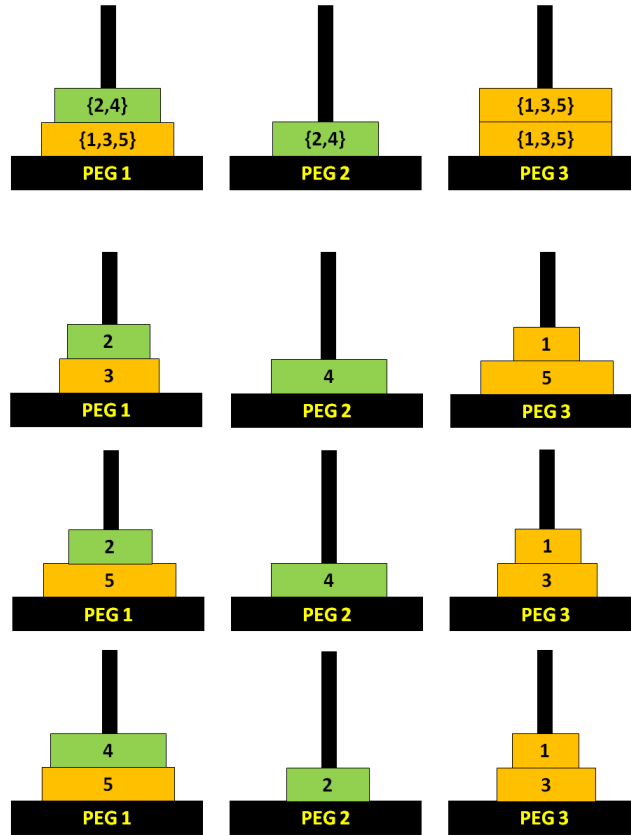 {2,4} {1,3,5}
{1,3,5} {2,4} {1,3,5}
PEG 1 PEG 2 PEG 3
2 1
3 4 5
PEG 1 PEG 2 PEG 3
2 1
5 4 3
PEG 1 PEG 2 PEG 3
4 1
5 2 3
PEG 1 PEG 2 PEG 3